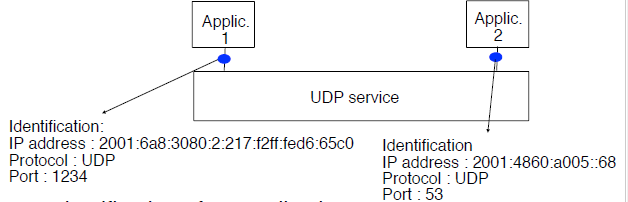 Applic.
1
Applic.
2
UDP service
Identification:
IP address : 2001:6a8:3080:2:217:f2ff:fed6:65c0
Protocol : UDP
Port : 1234
Identification
IP address : 2001:4860:a005::68
Protocol : UDP
Port : 53